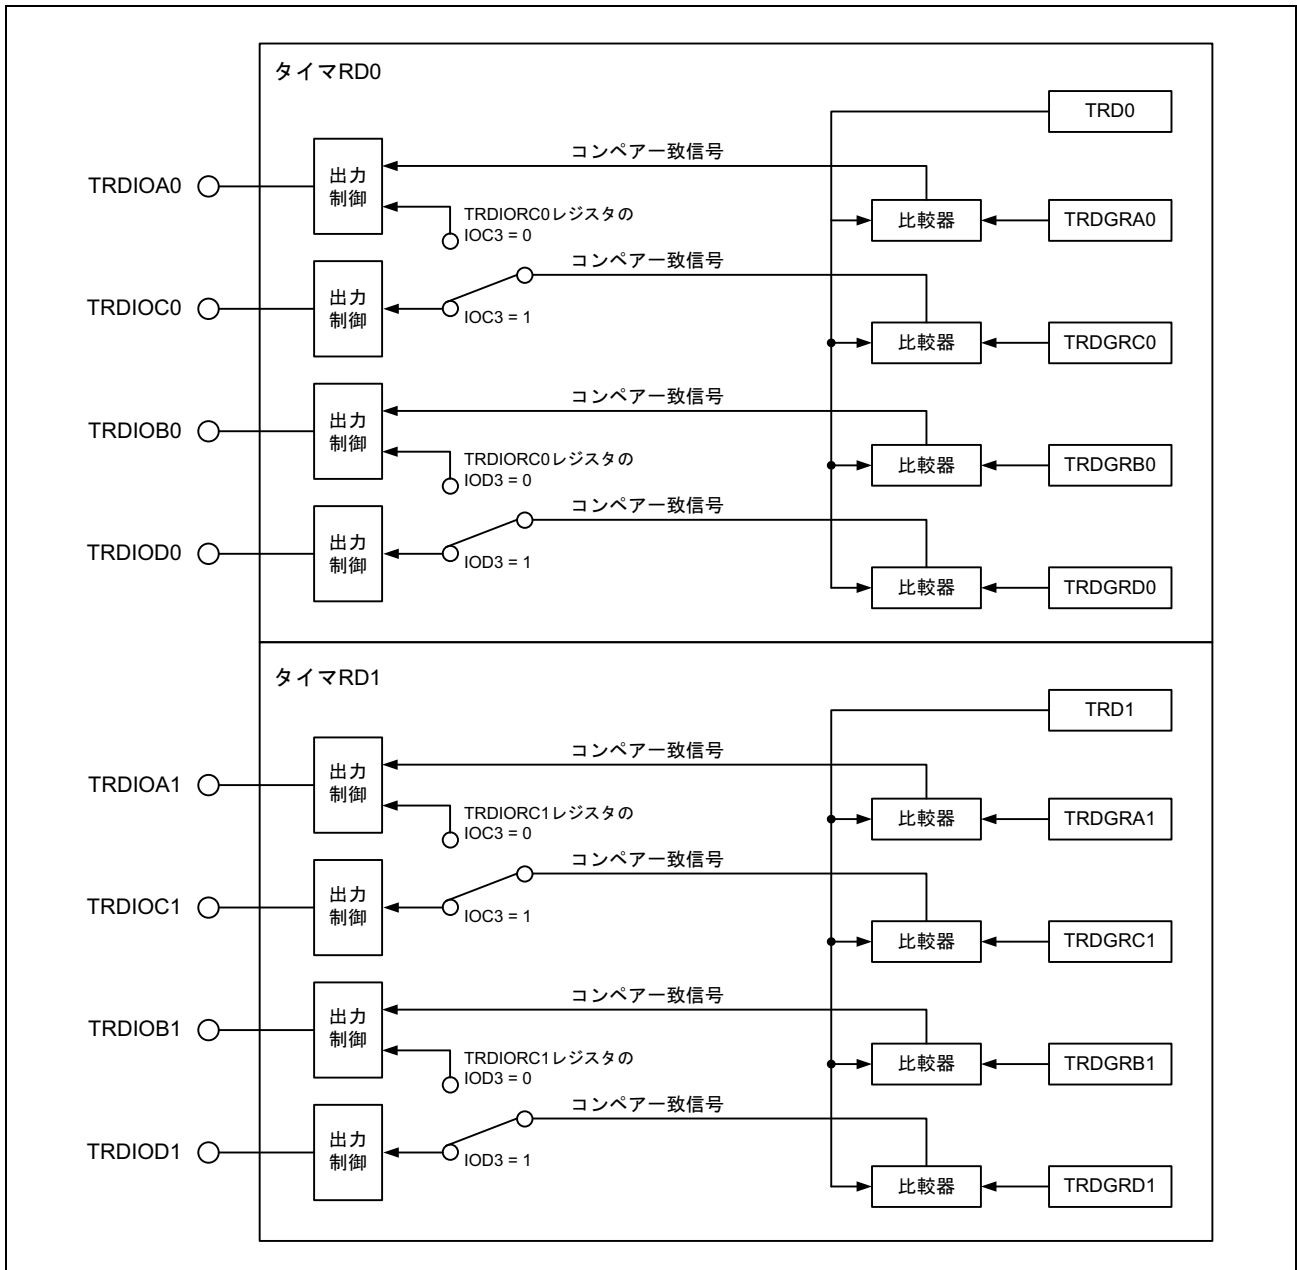 タイマRD0
TRD0
コンペア一致信号
TRDIOA0
出力
制御
TRDIORC0レジスタの
IOC3 = 0
比較器
TRDGRA0
コンペア一致信号
TRDIOC0
出力
制御
IOC3 = 1
比較器
TRDGRC0
コンペア一致信号
TRDIOB0
出力
制御
TRDIORC0レジスタの
IOD3 = 0
比較器
TRDGRB0
コンペア一致信号
TRDIOD0
出力
制御
IOD3 = 1
比較器
TRDGRD0
タイマRD1
TRD1
コンペア一致信号
TRDIOA1
出力
制御
TRDIORC1レジスタの
IOC3 = 0
比較器
TRDGRA1
コンペア一致信号
TRDIOC1
出力
制御
IOC3 = 1
比較器
TRDGRC1
コンペア一致信号
TRDIOB1
出力
制御
TRDIORC1レジスタの
IOD3 = 0
比較器
TRDGRB1
コンペア一致信号
TRDIOD1
出力
制御
IOD3 = 1
比較器
TRDGRD1